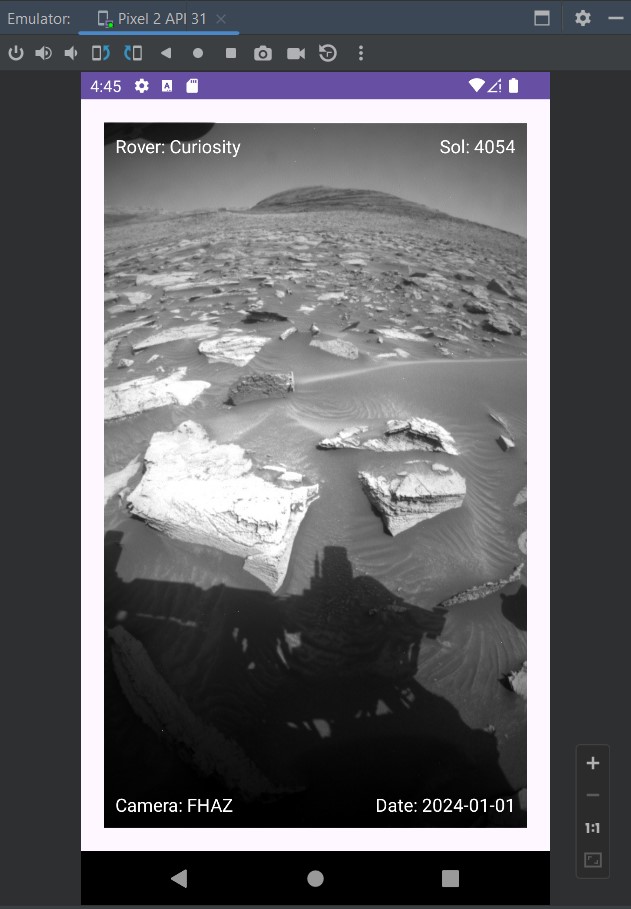 Emulator: Pixel 2 API 31
4:45
Rover: Curiosity Sol: 4054
Camera: FHAZ Date: 2024-01-01
1:1